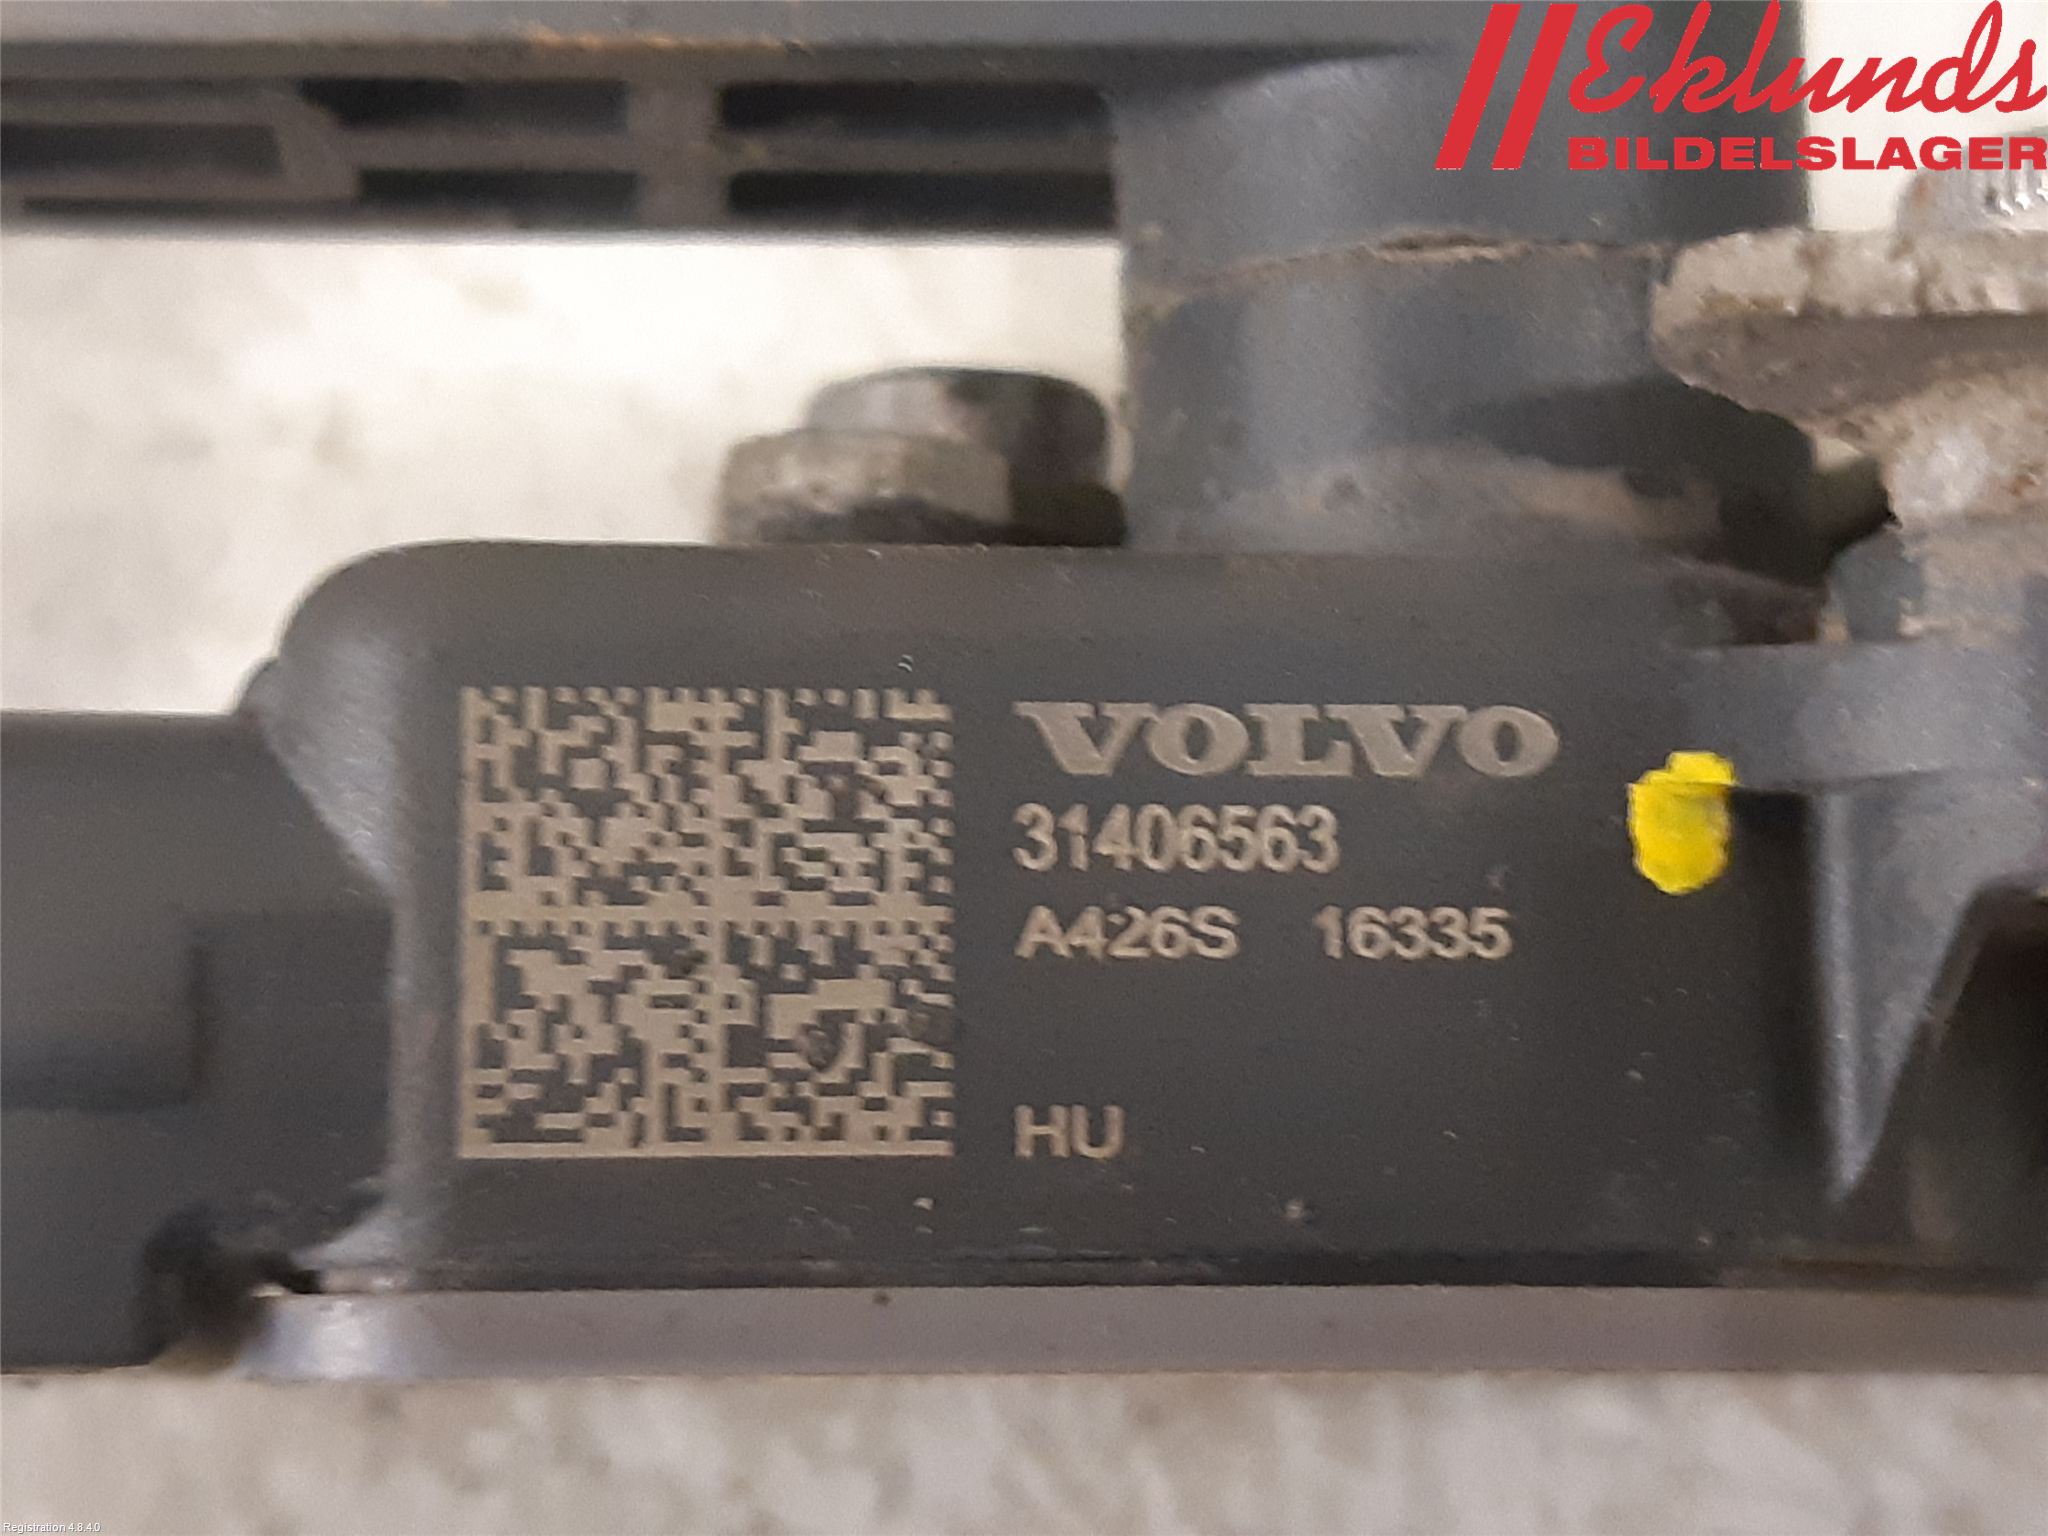 Eklunds
BILDELSLAGER
VOLVO
31406563
A426S 16335
HU
Registration 4.8.4.0